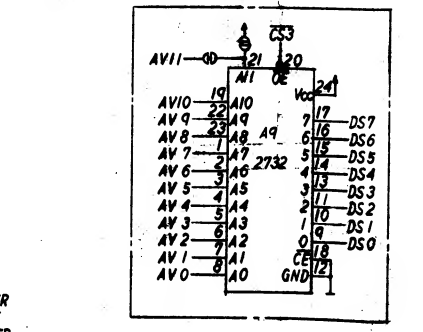 CS3
AV11 21 20
A11 OE
VCC 24
AV10 19 A10 7 17 DS7
AV9 22 A9 A9 6 16 DS6
AV8 23 A8 5 15 DS5
AV7 1 A7 2732 4 14 DS4
AV6 2 A6 3 13 DS3
AV5 3 A5 2 11 DS2
AV4 4 A4 1 10 DS1
AV3 5 A3 0 9 DS0
AV2 6 A2 CE 18
AV1 7 A1 GND 12
AV0 8 A0